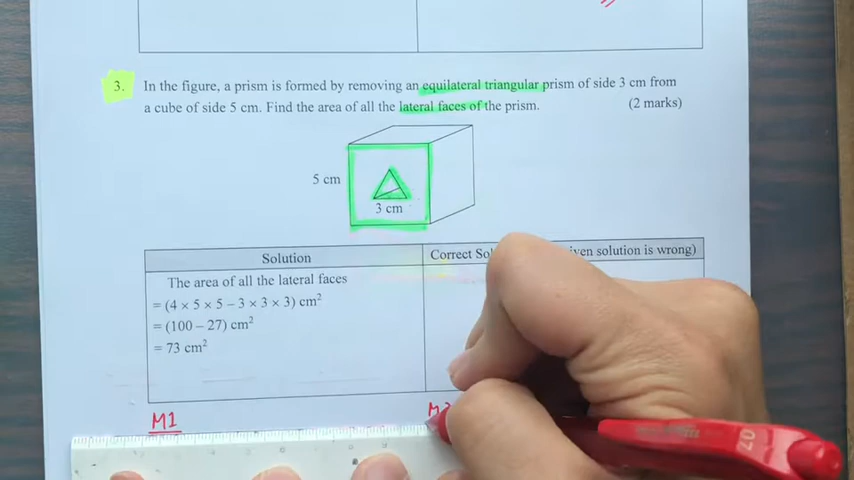 3. In the figure, a prism is formed by removing an equilateral triangular prism of side 3 cm from
a cube of side 5 cm. Find the area of all the lateral faces of the prism. (2 marks)
5 cm
3 cm
Solution
Correct
solution is wrong)
The area of all the lateral faces
= (4 × 5 × 5 – 3 × 3 × 3) cm²
= (100 – 27) cm²
= 73 cm²
M1